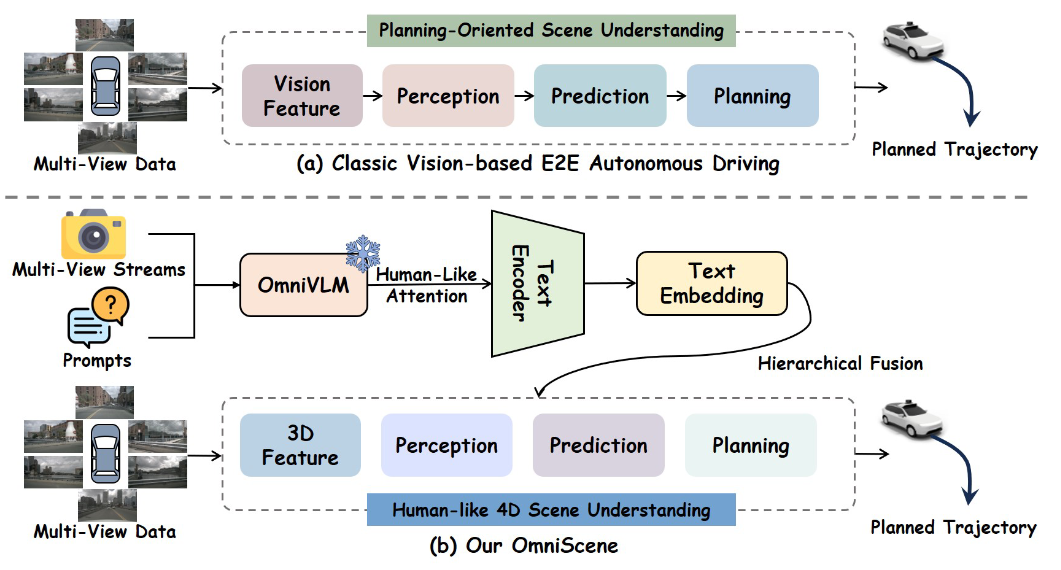 Planning-Oriented Scene Understanding
Vision
Feature
Perception
Prediction
Planning
Multi-View Data
Planned Trajectory
(a) Classic Vision-based E2E Autonomous Driving
Multi-View Streams
Prompts
OmniVLM
Human-Like
Attention
Text
Encoder
Text
Embedding
Hierarchical Fusion
3D
Feature
Perception
Prediction
Planning
Multi-View Data
Human-like 4D Scene Understanding
Planned Trajectory
(b) Our OmniScene